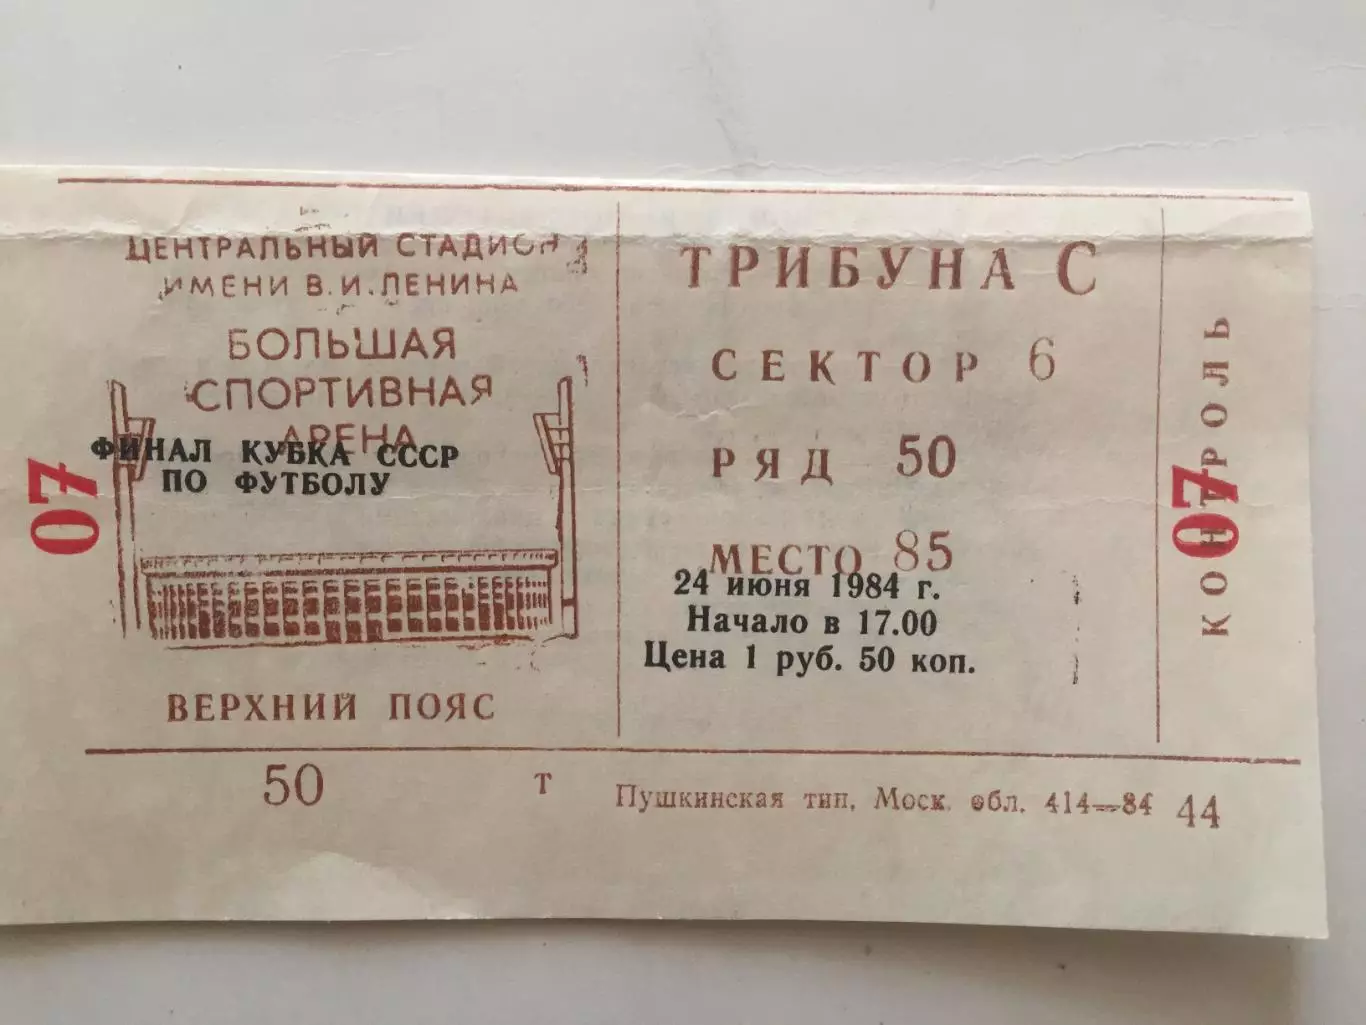 ЦЕНТРАЛЬНЫЙ СТАДИОН
ИМЕНИ В. И. ЛЕНИНА
БОЛЬШАЯ
СПОРТИВНАЯ
АРЕНА
ФИНАЛ КУБКА СССР
ПО ФУТБОЛУ
07
ВЕРХНИЙ ПОЯС
ТРИБУНА С
СЕКТОР 6
РЯД 50
МЕСТО 85
24 июня 1984 г.
Начало в 17.00
Цена 1 руб. 50 коп.
КОНТРОЛЬ
07
50 т Пушкинская тип, Моск. обл. 414—84 44